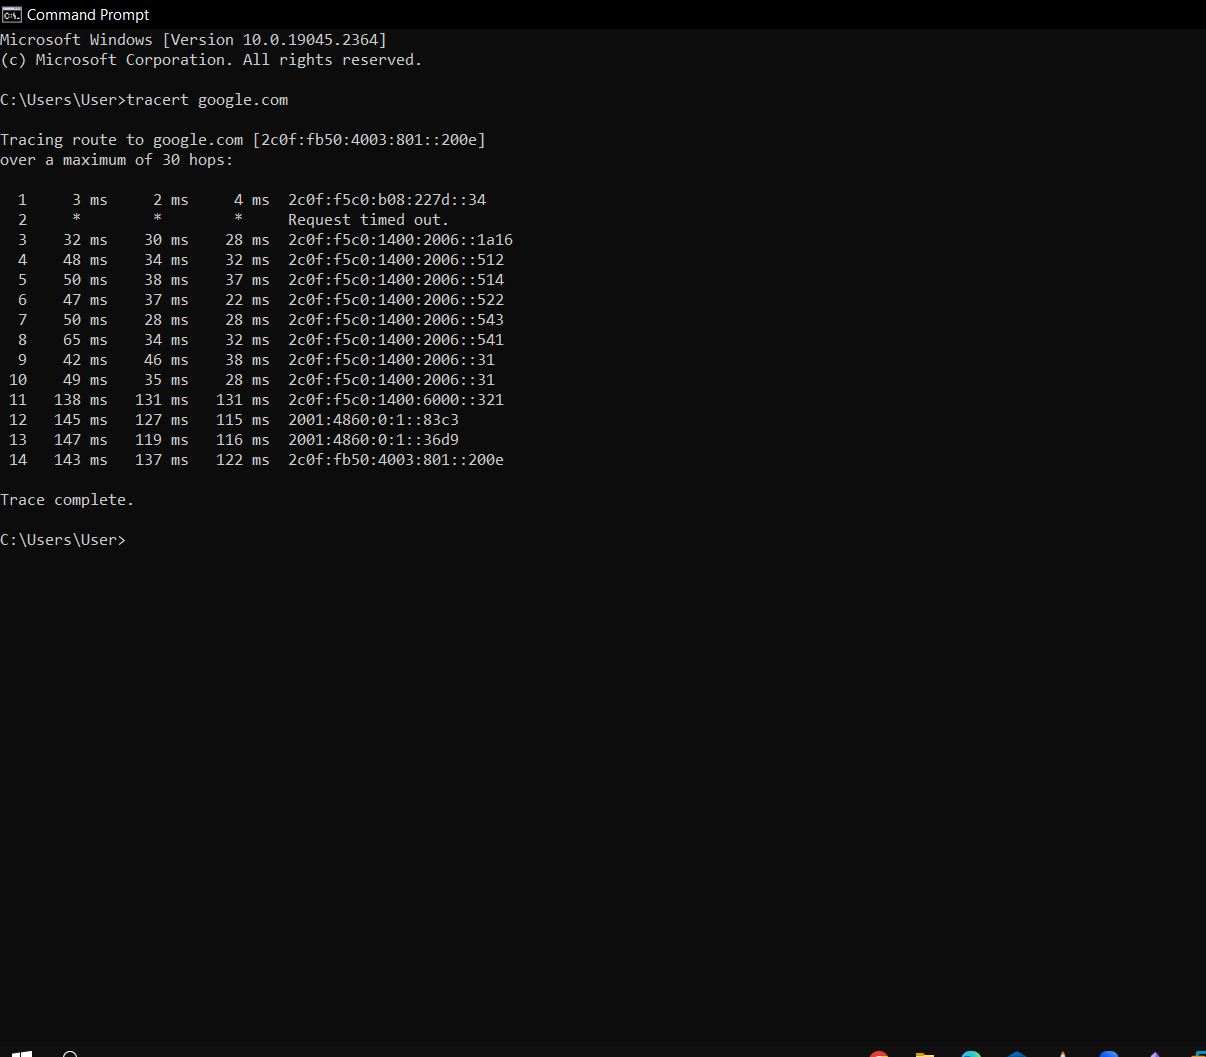 Command Prompt
Microsoft Windows [Version 10.0.19045.2364]
(c) Microsoft Corporation. All rights reserved.
C:\Users\User>tracert google.com
Tracing route to google.com [2c0f:fb50:4003:801::200e]
over a maximum of 30 hops:
1 3 ms 2 ms 4 ms 2c0f:f5c0:b08:227d::34
2 * * * Request timed out.
3 32 ms 30 ms 28 ms 2c0f:f5c0:1400:2006::1a16
4 48 ms 34 ms 32 ms 2c0f:f5c0:1400:2006::512
5 50 ms 38 ms 37 ms 2c0f:f5c0:1400:2006::514
6 47 ms 37 ms 22 ms 2c0f:f5c0:1400:2006::522
7 50 ms 28 ms 28 ms 2c0f:f5c0:1400:2006::543
8 65 ms 34 ms 32 ms 2c0f:f5c0:1400:2006::541
9 42 ms 46 ms 38 ms 2c0f:f5c0:1400:2006::31
10 49 ms 35 ms 28 ms 2c0f:f5c0:1400:2006::31
11 138 ms 131 ms 131 ms 2c0f:f5c0:1400:6000::321
12 145 ms 127 ms 115 ms 2001:4860:0:1::83c3
13 147 ms 119 ms 116 ms 2001:4860:0:1::36d9
14 143 ms 137 ms 122 ms 2c0f:fb50:4003:801::200e
Trace complete.
C:\Users\User>